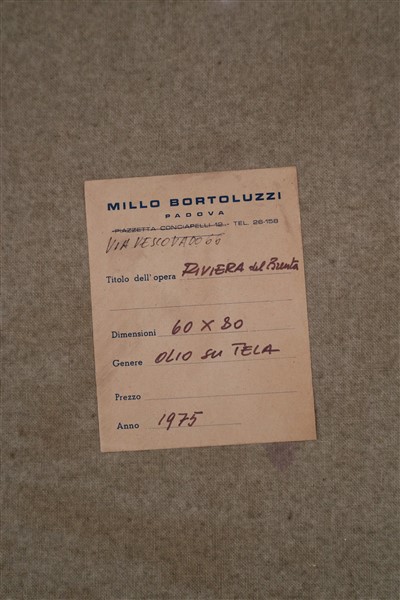 MILLO BORTOLUZZI
PADOVA
PIAZZETTA CONCIAPELLI 12 - TEL. 26-158
VIA VESCOVADO 66
Titolo dell'opera RIVIERA del Brenta
Dimensioni 60 X 80
Genere OLIO su TELA
Prezzo
Anno 1975